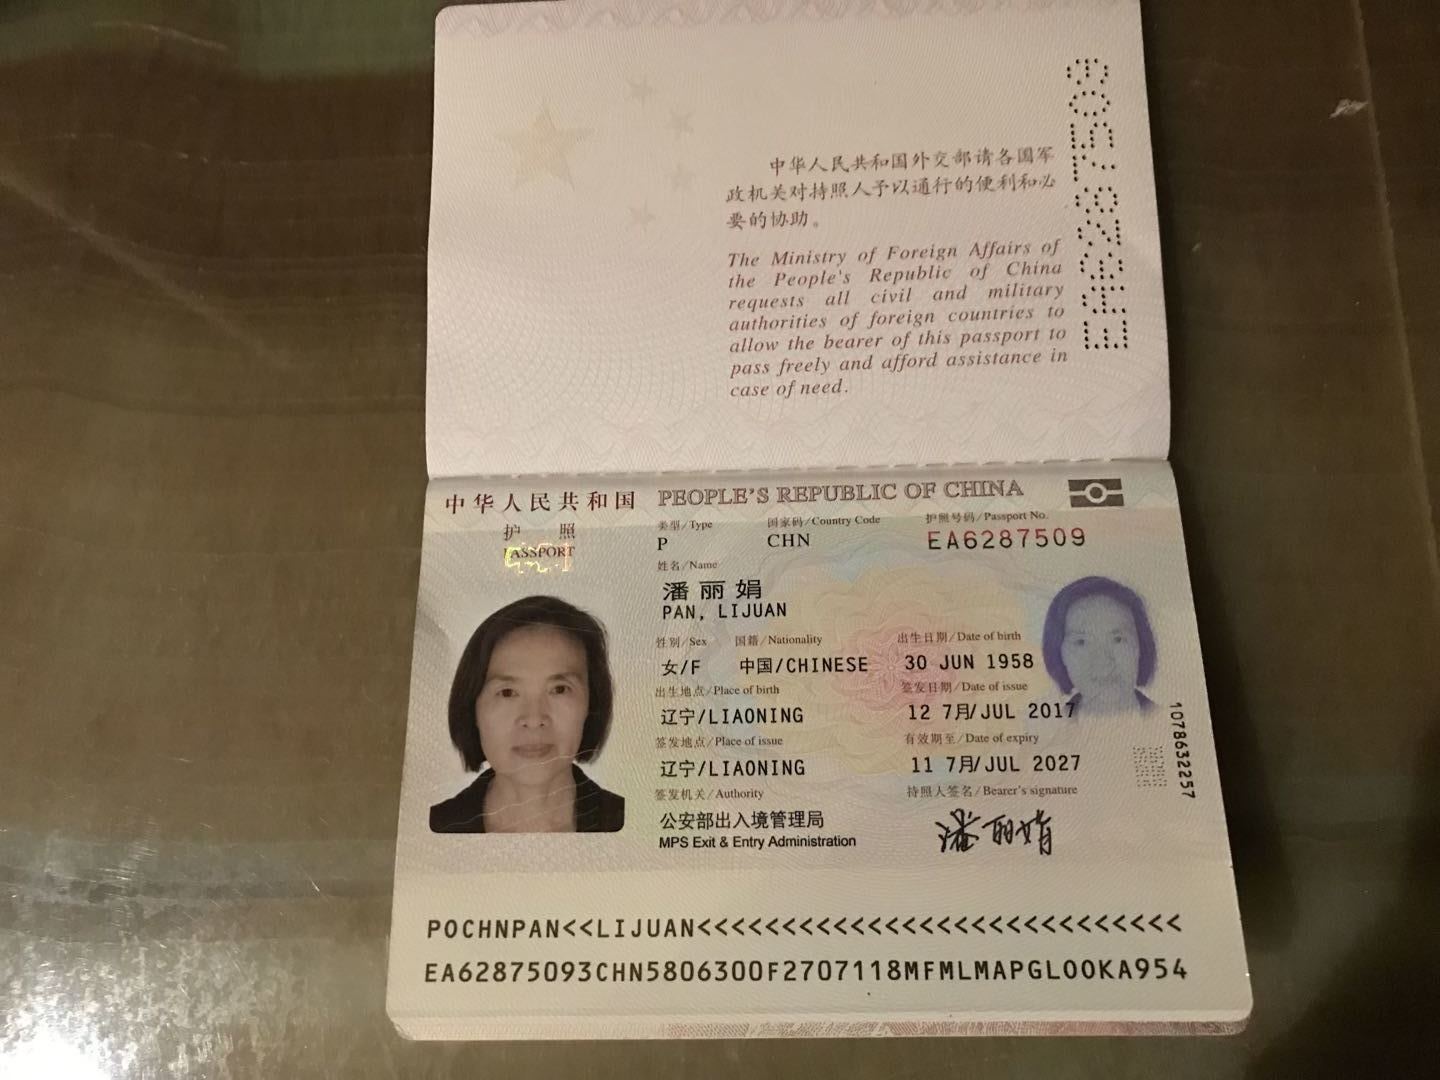 中华人民共和国外交部请各国军
政机关对持照人予以通行的便利和必
要的协助。
The Ministry of Foreign Affairs of
the People's Republic of China
requests all civil and military
authorities of foreign countries to
allow the bearer of this passport to
pass freely and afford assistance in
case of need.
EA6287509
中华人民共和国 PEOPLE'S REPUBLIC OF CHINA
护照
PASSPORT
类型/Type 国家码/Country Code 护照号码/Passport No.
P CHN EA6287509
姓名/Name
潘丽娟
PAN, LIJUAN
性别/Sex 国籍/Nationality 出生日期/Date of birth
女/F 中国/CHINESE 30 JUN 1958
出生地点/Place of birth 签发日期/Date of issue
辽宁/LIAONING 12 7月/JUL 2017
签发地点/Place of issue 有效期至/Date of expiry
辽宁/LIAONING 11 7月/JUL 2027
签发机关/Authority 持照人签名/Bearer's signature
公安部出入境管理局 潘丽娟
MPS Exit & Entry Administration
1078632257
POCHNPAN<<LIJUAN<<<<<<<<<<<<<<<<<<<<<<<<<<<<
EA62875093CHN5806300F2707118MFMLMAPGLOOKA954